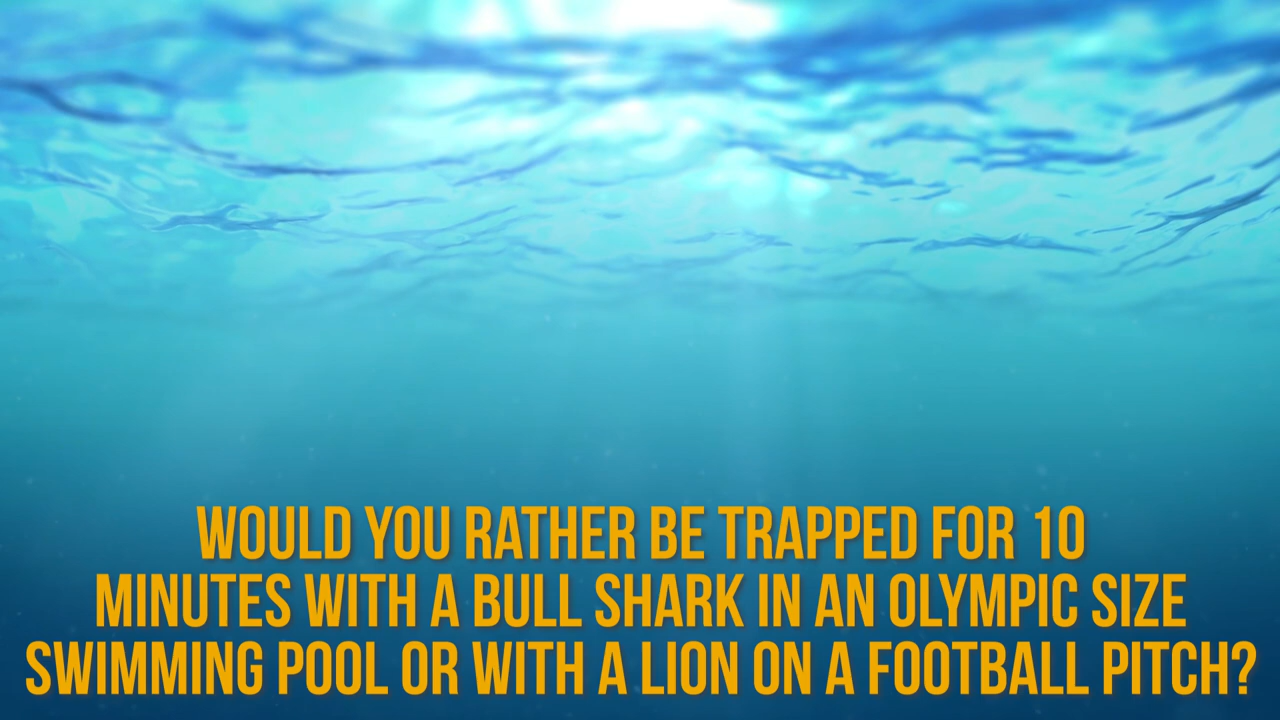 WOULD YOU RATHER BE TRAPPED FOR 10
MINUTES WITH A BULL SHARK IN AN OLYMPIC SIZE
SWIMMING POOL OR WITH A LION ON A FOOTBALL PITCH?